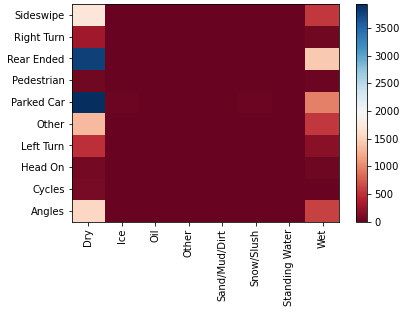 Sideswipe
Right Turn
Rear Ended
Pedestrian
Parked Car
Other
Left Turn
Head On
Cycles
Angles
Dry
Ice
Oil
Other
Sand/Mud/Dirt
Snow/Slush
Standing Water
Wet
3500
3000
2500
2000
1500
1000
500
0